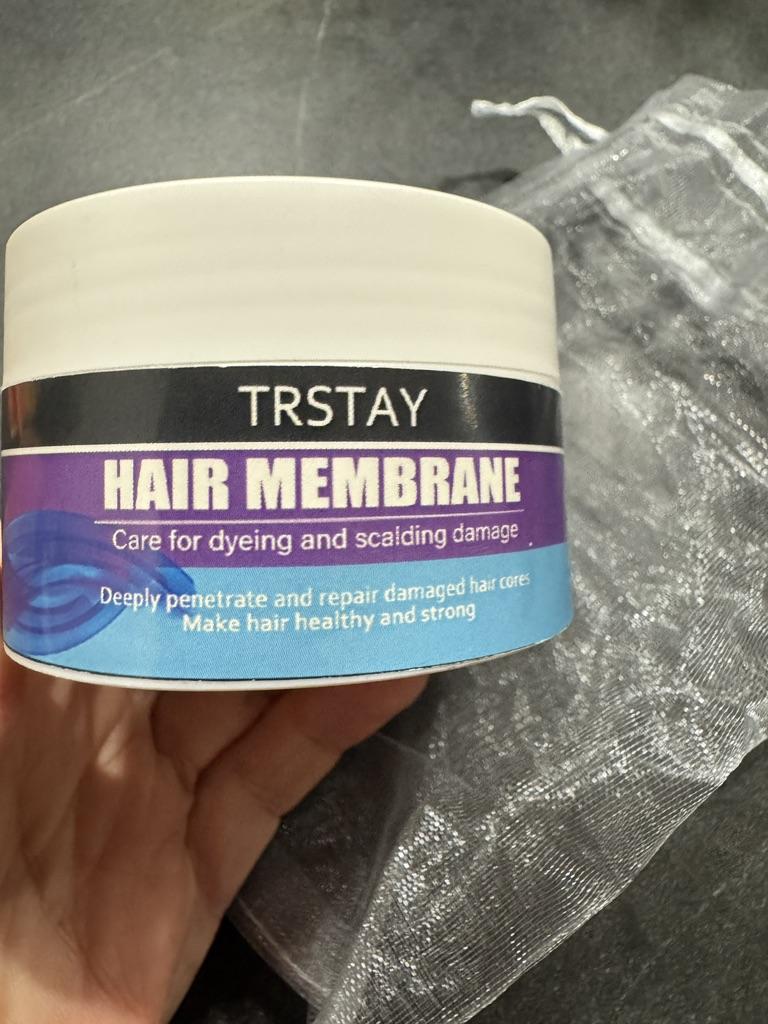 TRSTAY
HAIR MEMBRANE
Care for dyeing and scalding damage
Deeply penetrate and repair damaged hair cores
Make hair healthy and strong